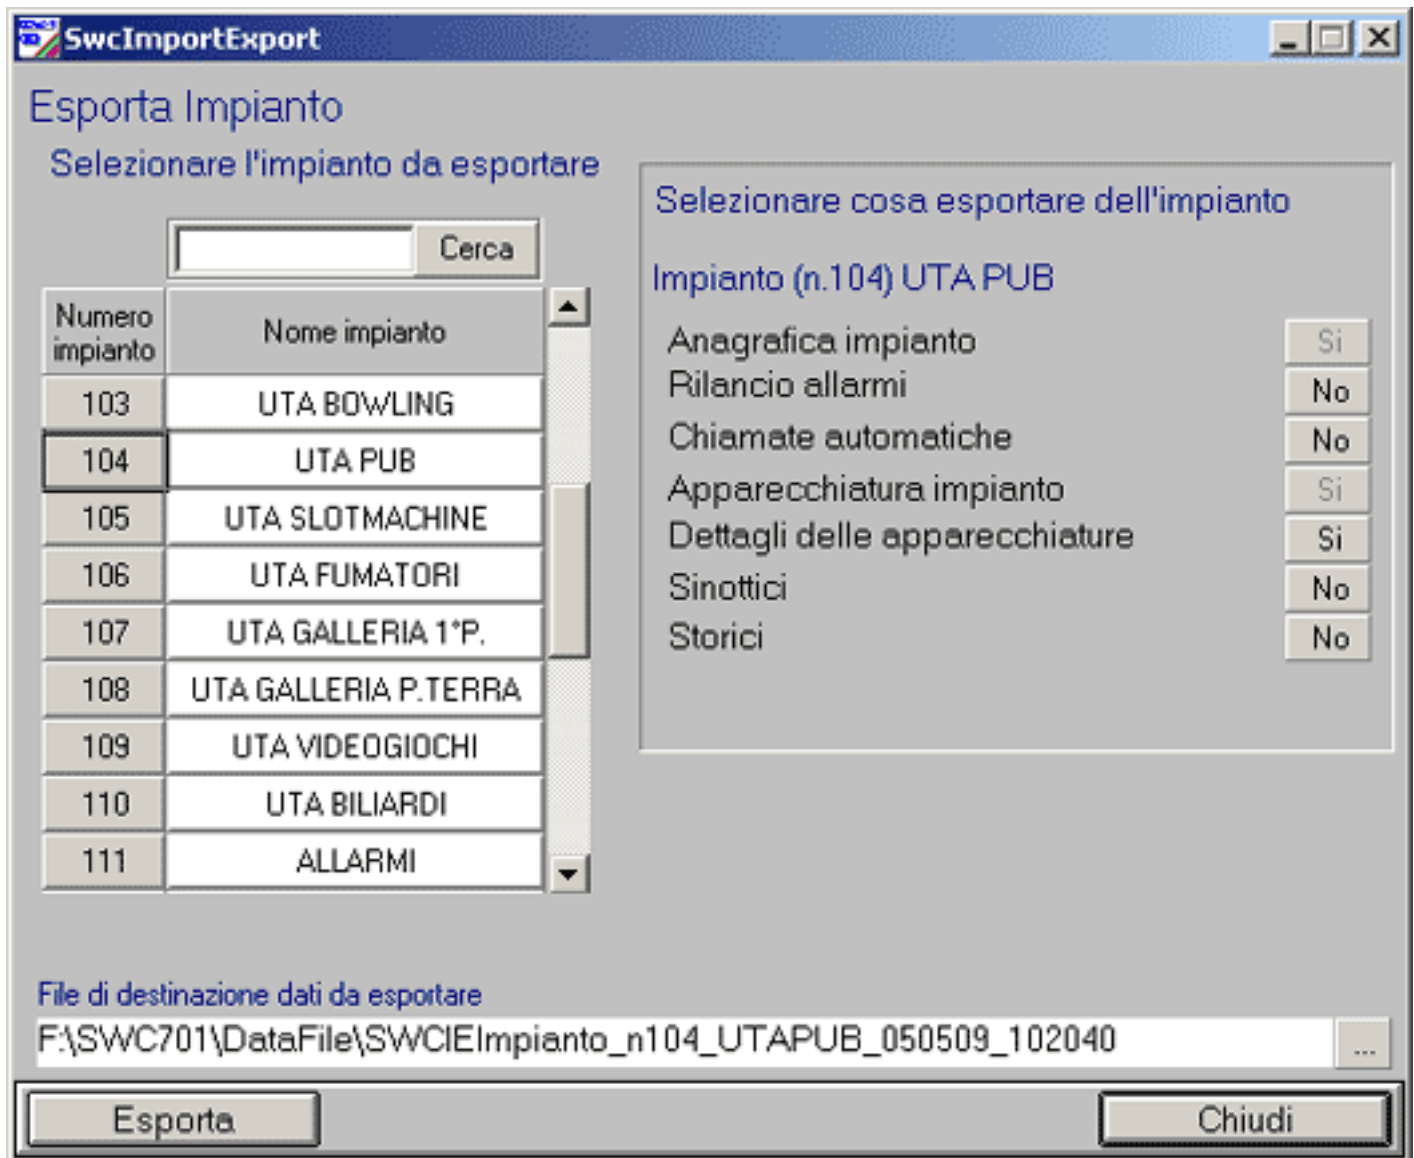 SwcImportExport
Esporta Impianto
Selezionare l'impianto da esportare
Cerca
Numero impianto Nome impianto
103 UTA BOWLING
104 UTA PUB
105 UTA SLOTMACHINE
106 UTA FUMATORI
107 UTA GALLERIA 1°P.
108 UTA GALLERIA P.TERRA
109 UTA VIDEOGIOCHI
110 UTA BILIARDI
111 ALLARMI
Selezionare cosa esportare dell'impianto
Impianto (n.104) UTA PUB
Anagrafica impianto Si
Rilancio allarmi No
Chiamate automatiche No
Apparecchiatura impianto Si
Dettagli delle apparecchiature Si
Sinottici No
Storici No
File di destinazione dati da esportare
F:\SWC701\DataFile\SWCIEImpianto_n104_UTAPUB_050509_102040
...
Esporta Chiudi